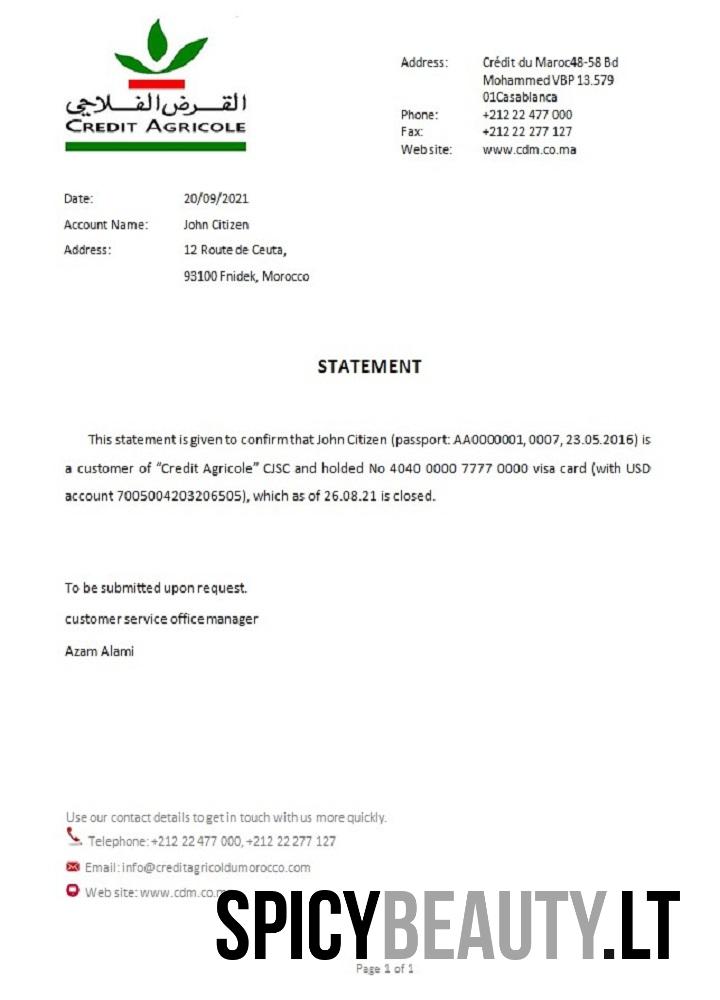 القرض الفلاحي
CREDIT AGRICOLE
Address: Crédit du Maroc48-58 Bd
Mohammed VBP 13.579
01Casablanca
Phone: +212 22 477 000
Fax: +212 22 277 127
Web site: www.cdm.co.ma
Date: 20/09/2021
Account Name: John Citizen
Address: 12 Route de Ceuta,
93100 Fnidek, Morocco
STATEMENT
This statement is given to confirm that John Citizen (passport: AA0000001, 0007, 23.05.2016) is
a customer of “Credit Agricole” CJSC and holded No 4040 0000 7777 0000 visa card (with USD
account 7005004203206505), which as of 26.08.21 is closed.
To be submitted upon request.
customer service office manager
Azam Alami
Use our contact details to get in touch with us more quickly.
Telephone: +212 22 477 000, +212 22 277 127
Email: info@creditagricoldumorocco.com
Web site: www.cdm.co.m
SPICYBEAUTY.LT
Page 1 of 1